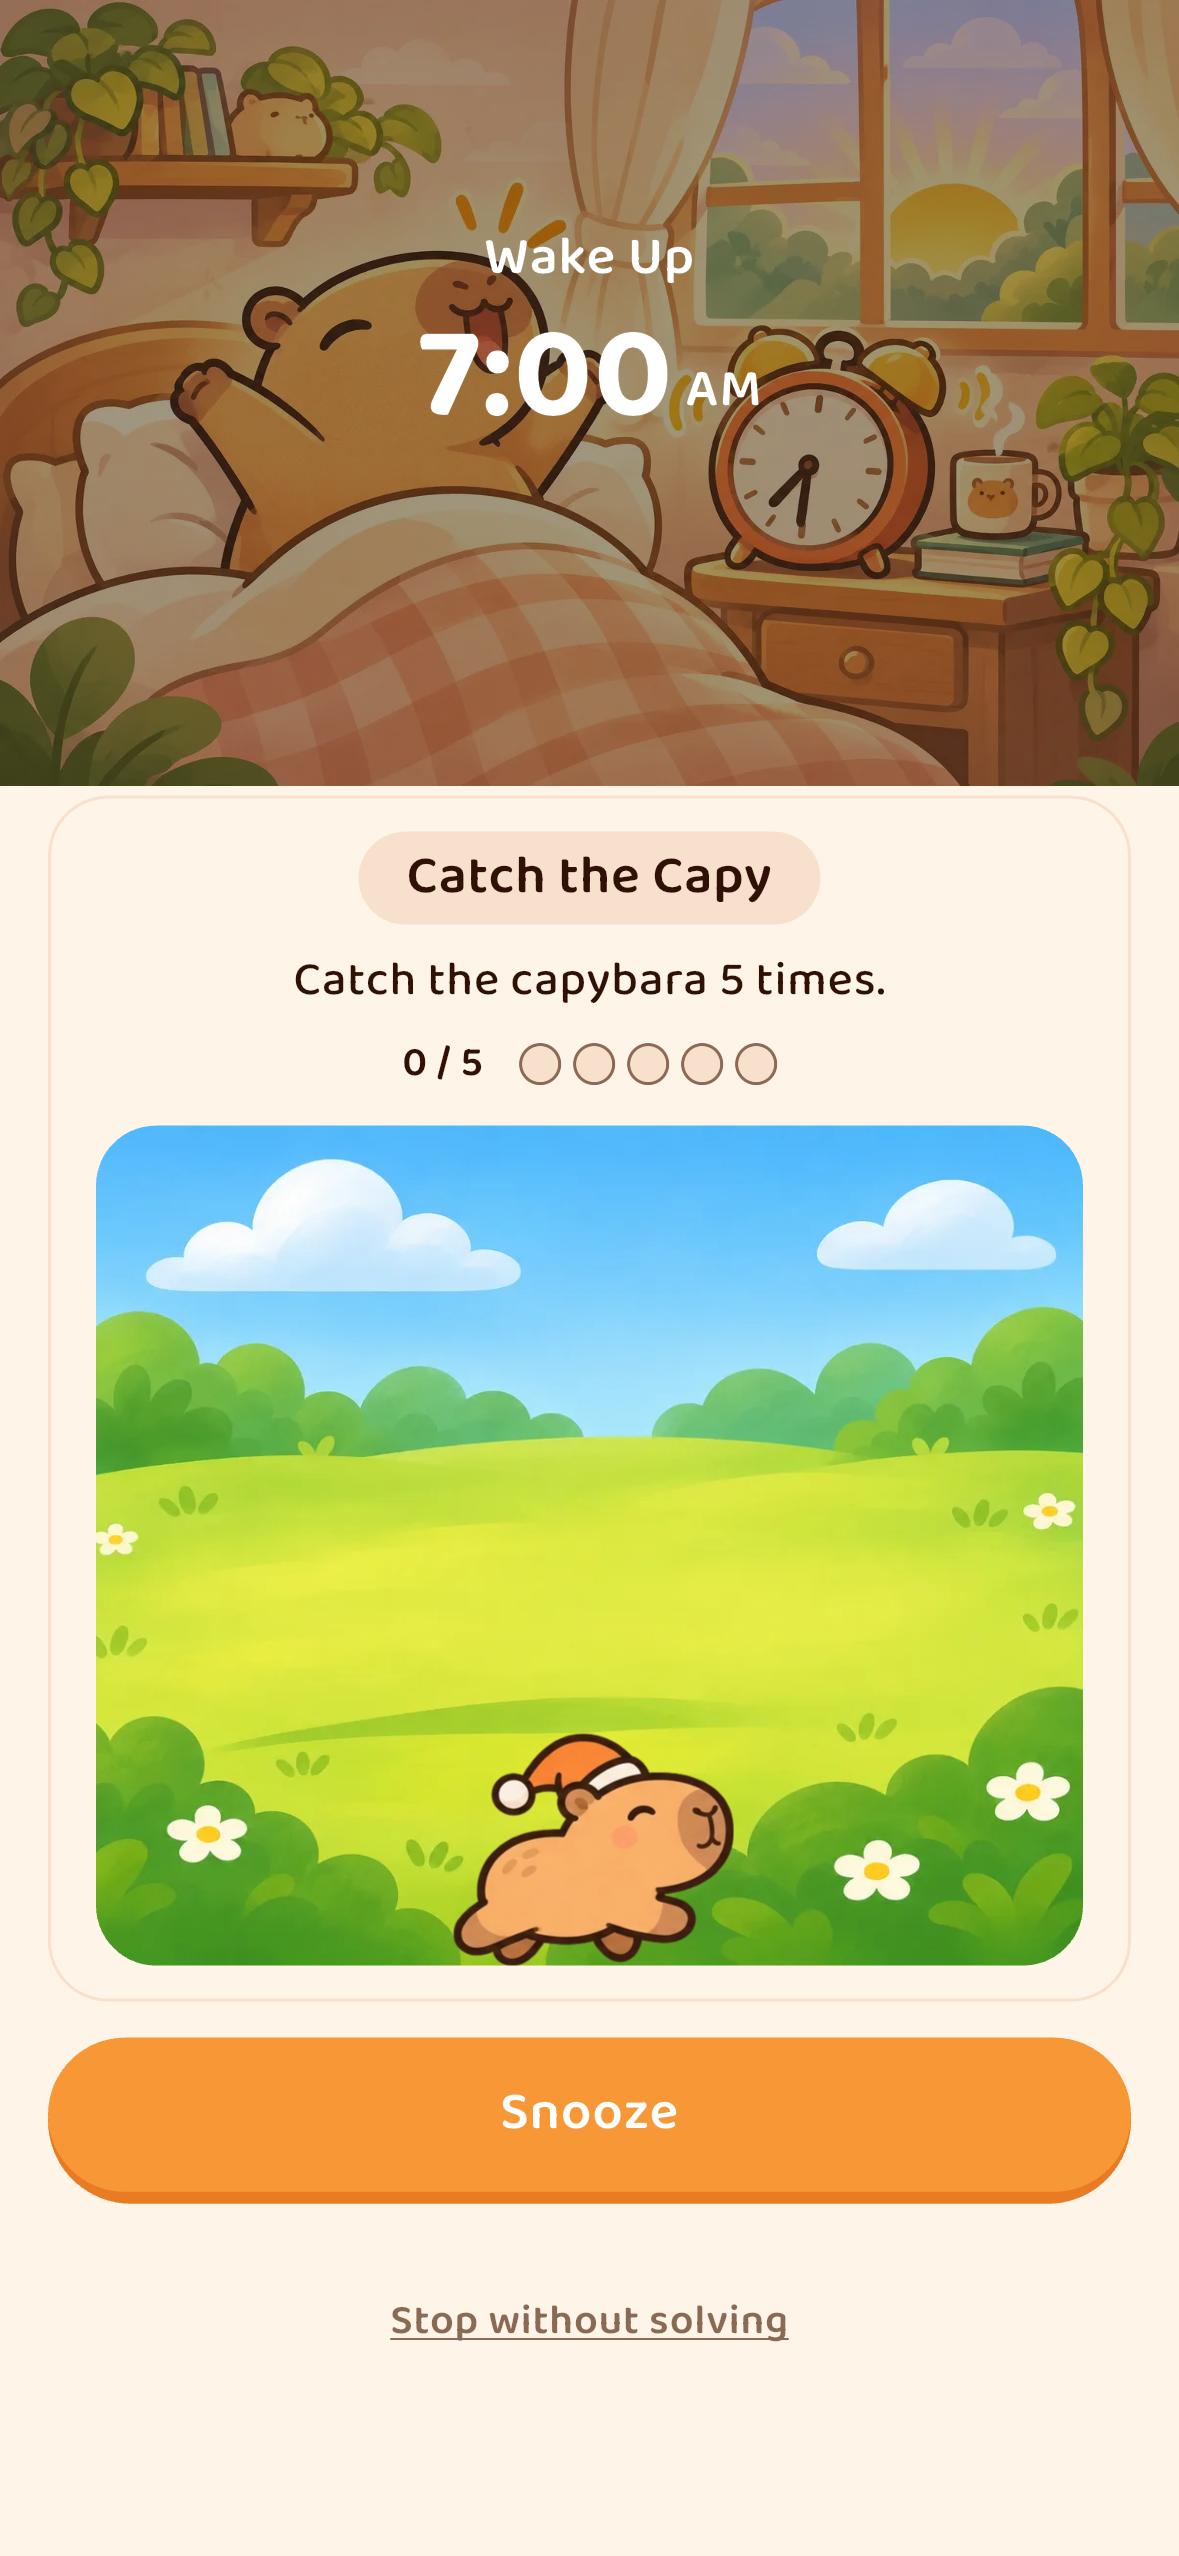 Wake Up
7:00 AM
Catch the Capy
Catch the capybara 5 times.
0 / 5
Snooze
Stop without solving